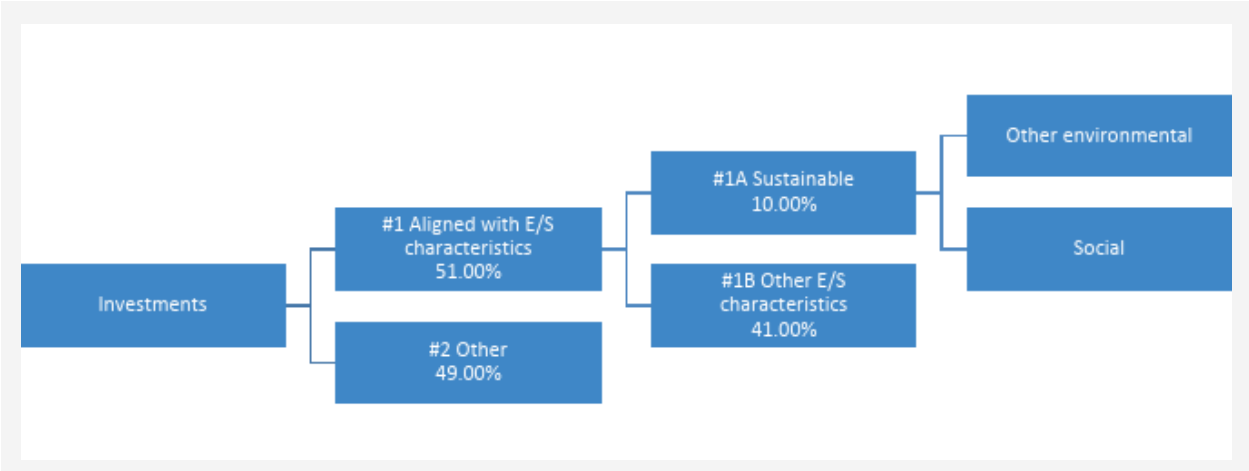 Investments
#1 Aligned with E/S
characteristics
51.00%
#2 Other
49.00%
#1A Sustainable
10.00%
#1B Other E/S
characteristics
41.00%
Other environmental
Social